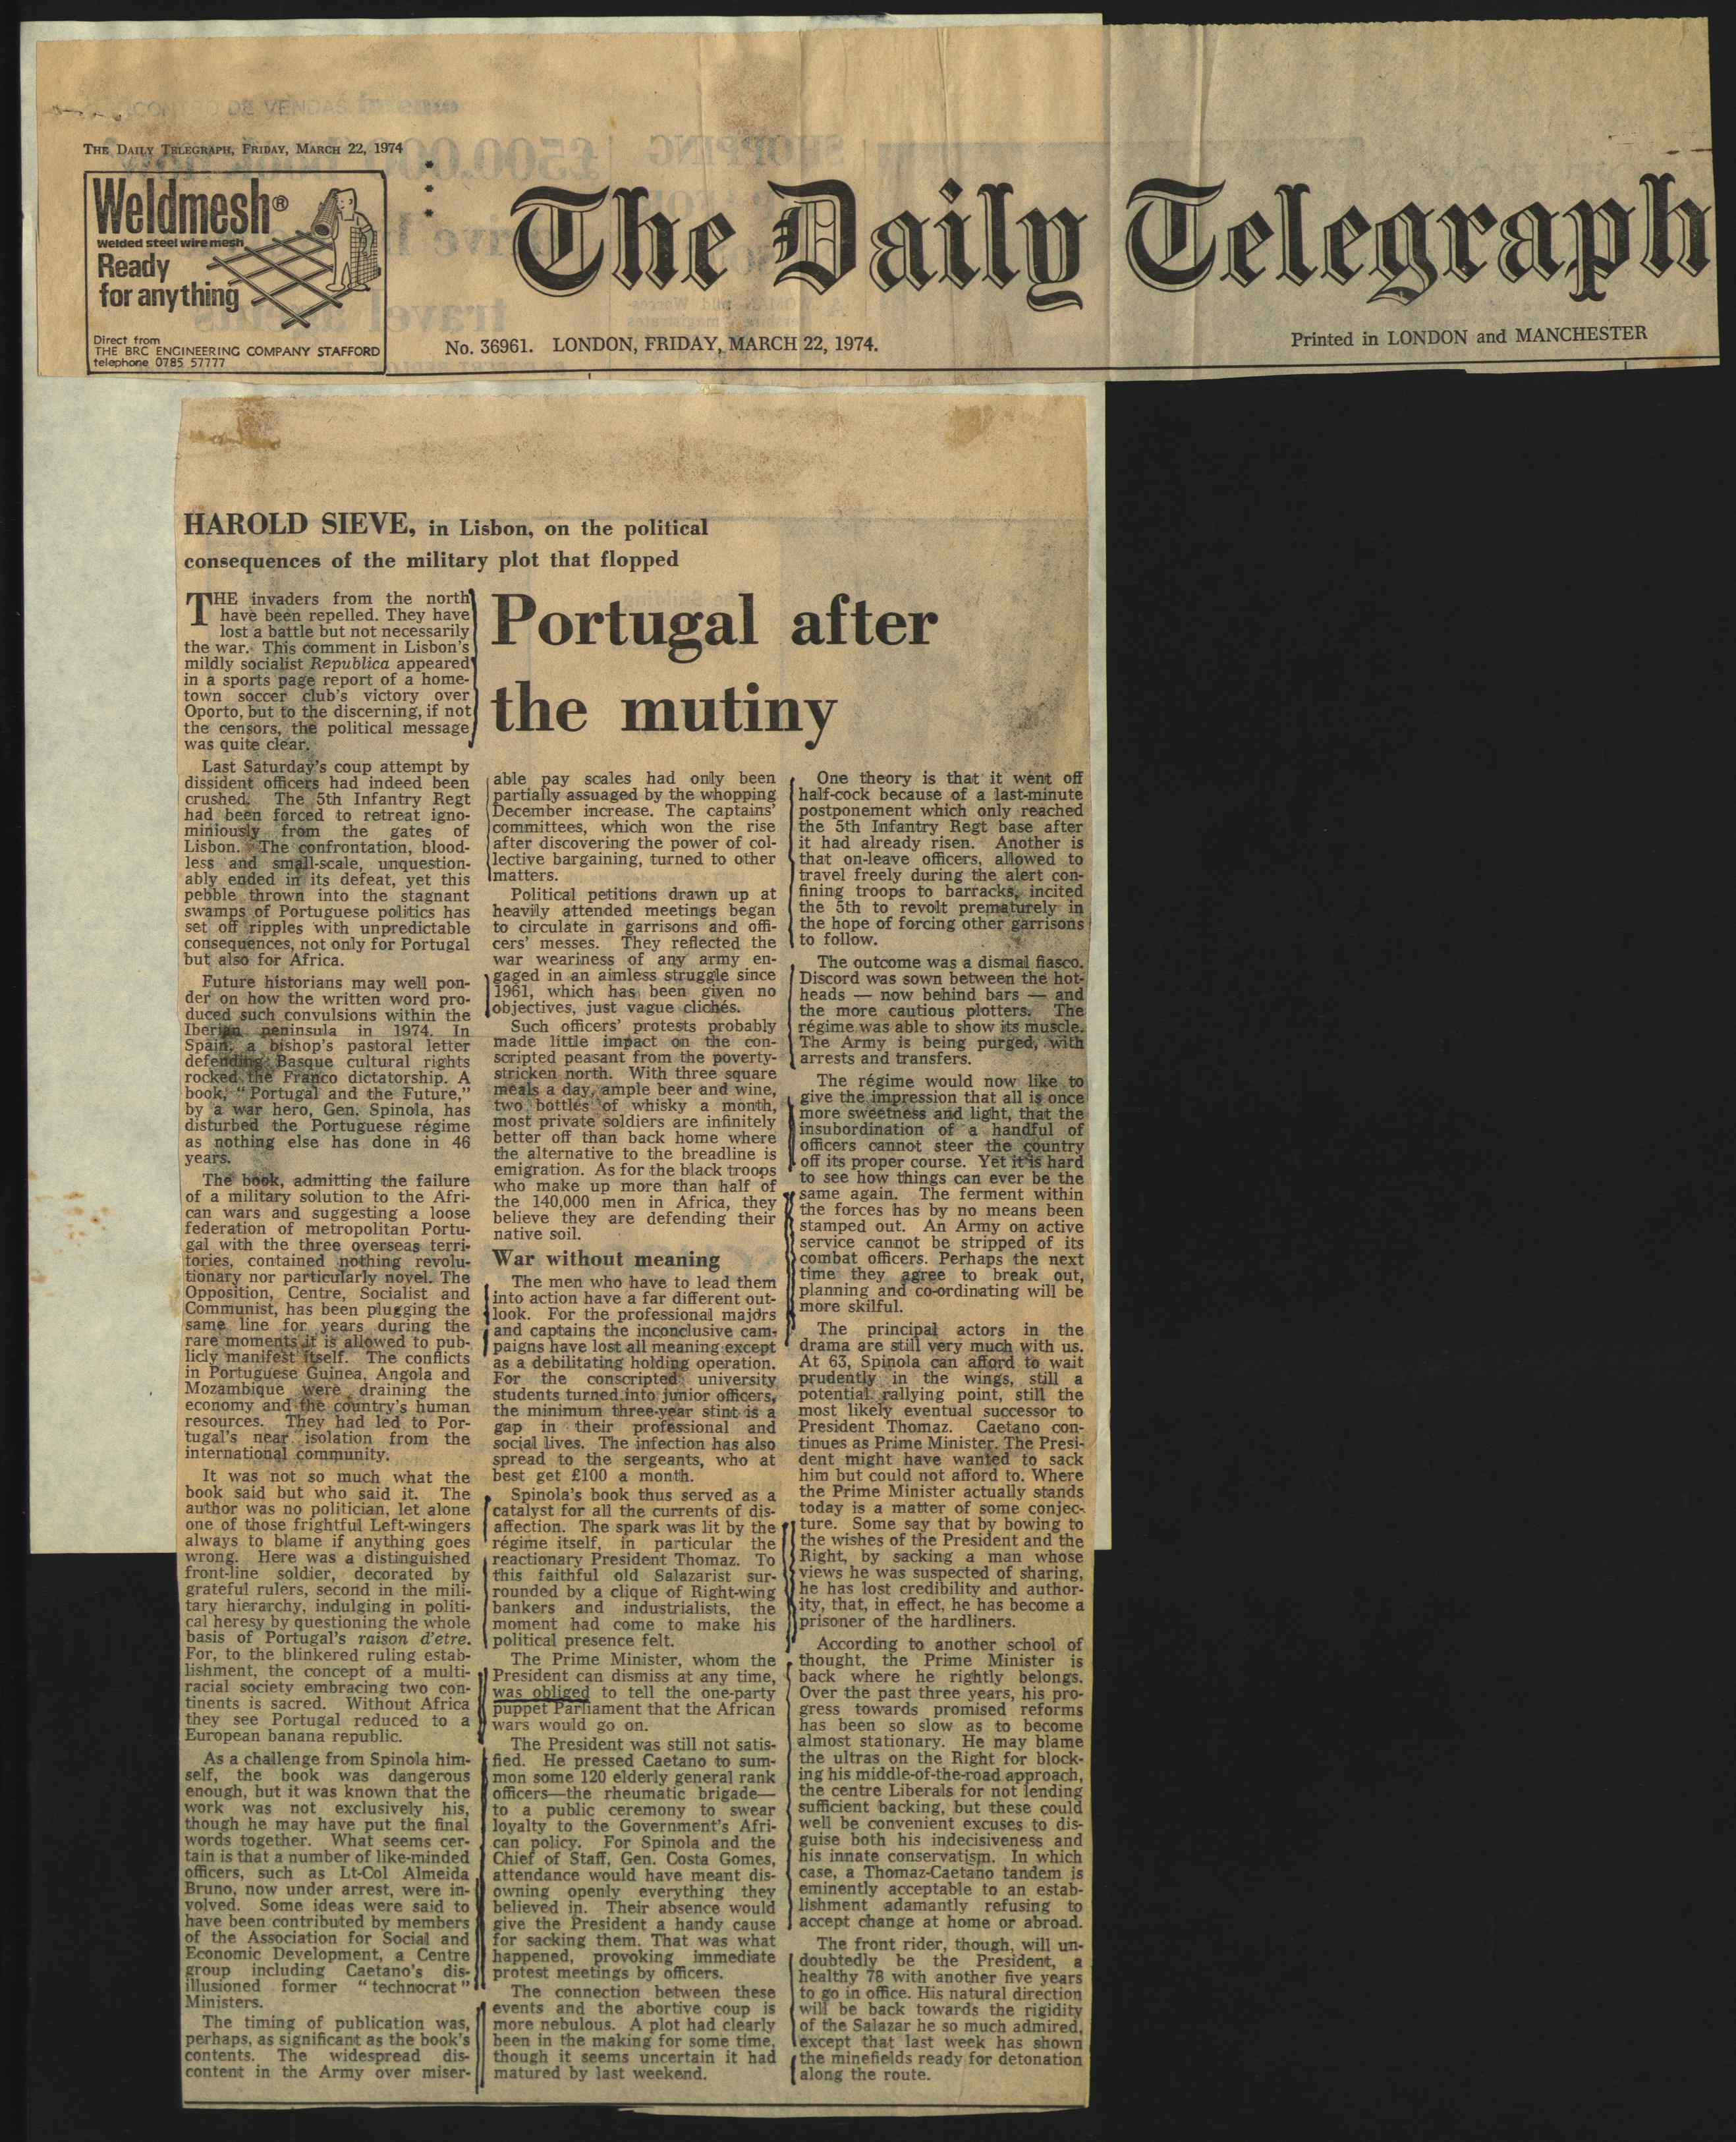 THE DAILY TELEGRAPH, FRIDAY, MARCH 22, 1974
Weldmesh®
Welded steel wire mesh
Ready
for anything
Direct from
THE BRC ENGINEERING COMPANY STAFFORD
telephone 0785 57777
The Daily Telegraph
No. 36961. LONDON, FRIDAY, MARCH 22, 1974.
Printed in LONDON and MANCHESTER
HAROLD SIEVE, in Lisbon, on the political
consequences of the military plot that flopped
Portugal after
the mutiny
THE invaders from the north
have been repelled. They have
lost a battle but not necessarily
the war. This comment in Lisbon's
mildly socialist Republica appeared
in a sports page report of a home-
town soccer club's victory over
Oporto, but to the discerning, if not
the censors, the political message
was quite clear.
Last Saturday's coup attempt by
dissident officers had indeed been
crushed. The 5th Infantry Regt
had been forced to retreat igno-
miniously from the gates of
Lisbon. The confrontation, blood-
less and small-scale, unquestion-
ably ended in its defeat, yet this
pebble thrown into the stagnant
swamps of Portuguese politics has
set off ripples with unpredictable
consequences, not only for Portugal
but also for Africa.
Future historians may well pon-
der on how the written word pro-
duced such convulsions within the
Iberian peninsula in 1974. In
Spain, a bishop's pastoral letter
defending Basque cultural rights
rocked the Franco dictatorship. A
book, "Portugal and the Future,"
by a war hero, Gen. Spinola, has
disturbed the Portuguese régime
as nothing else has done in 46
years.
The book, admitting the failure
of a military solution to the Afri-
can wars and suggesting a loose
federation of metropolitan Portu-
gal with the three overseas terri-
tories, contained nothing revolu-
tionary nor particularly novel. The
Opposition, Centre, Socialist and
Communist, has been plugging the
same line for years during the
rare moments it is allowed to pub-
licly manifest itself. The conflicts
in Portuguese Guinea, Angola and
Mozambique were draining the
economy and the country's human
resources. They had led to Por-
tugal's near isolation from the
international community.
It was not so much what the
book said but who said it. The
author was no politician, let alone
one of those frightful Left-wingers
always to blame if anything goes
wrong. Here was a distinguished
front-line soldier, decorated by
grateful rulers, second in the mili-
tary hierarchy, indulging in politi-
cal heresy by questioning the whole
basis of Portugal's raison d'etre.
For, to the blinkered ruling estab-
lishment, the concept of a multi-
racial society embracing two con-
tinents is sacred. Without Africa
they see Portugal reduced to a
European banana republic.
As a challenge from Spinola him-
self, the book was dangerous
enough, but it was known that the
work was not exclusively his,
though he may have put the final
words together. What seems cer-
tain is that a number of like-minded
officers, such as Lt-Col Almeida
Bruno, now under arrest, were in-
volved. Some ideas were said to
have been contributed by members
of the Association for Social and
Economic Development, a Centre
group including Caetano's dis-
illusioned former "technocrat"
Ministers.
The timing of publication was,
perhaps, as significant as the book's
contents. The widespread dis-
content in the Army over miser-
able pay scales had only been
partially assuaged by the whopping
December increase. The captains'
committees, which won the rise
after discovering the power of col-
lective bargaining, turned to other
matters.
Political petitions drawn up at
heavily attended meetings began
to circulate in garrisons and offi-
cers' messes. They reflected the
war weariness of any army en-
gaged in an aimless struggle since
1961, which has been given no
objectives, just vague clichés.
Such officers' protests probably
made little impact on the con-
scripted peasant from the poverty-
stricken north. With three square
meals a day, ample beer and wine,
two bottles of whisky a month,
most private soldiers are infinitely
better off than back home where
the alternative to the breadline is
emigration. As for the black troops
who make up more than half of
the 140,000 men in Africa, they
believe they are defending their
native soil.
War without meaning
The men who have to lead them
into action have a far different out-
look. For the professional majors
and captains the inconclusive cam-
paigns have lost all meaning except
as a debilitating holding operation.
For the conscripted university
students turned into junior officers,
the minimum three-year stint is a
gap in their professional and
social lives. The infection has also
spread to the sergeants, who at
best get £100 a month.
Spinola's book thus served as a
catalyst for all the currents of dis-
affection. The spark was lit by the
régime itself, in particular the
reactionary President Thomaz. To
this faithful old Salazarist sur-
rounded by a clique of Right-wing
bankers and industrialists, the
moment had come to make his
political presence felt.
The Prime Minister, whom the
President can dismiss at any time,
was obliged to tell the one-party
puppet Parliament that the African
wars would go on.
The President was still not satis-
fied. He pressed Caetano to sum-
mon some 120 elderly general rank
officers—the rheumatic brigade—
to a public ceremony to swear
loyalty to the Government's Afri-
can policy. For Spinola and the
Chief of Staff, Gen. Costa Gomes,
attendance would have meant dis-
owning openly everything they
believed in. Their absence would
give the President a handy cause
for sacking them. That was what
happened, provoking immediate
protest meetings by officers.
The connection between these
events and the abortive coup is
more nebulous. A plot had clearly
been in the making for some time,
though it seems uncertain it had
matured by last weekend.
One theory is that it went off
half-cock because of a last-minute
postponement which only reached
the 5th Infantry Regt base after
it had already risen. Another is
that on-leave officers, allowed to
travel freely during the alert con-
fining troops to barracks, incited
the 5th to revolt prematurely in
the hope of forcing other garrisons
to follow.
The outcome was a dismal fiasco.
Discord was sown between the hot-
heads — now behind bars — and
the more cautious plotters. The
régime was able to show its muscle.
The Army is being purged, with
arrests and transfers.
The régime would now like to
give the impression that all is once
more sweetness and light, that the
insubordination of a handful of
officers cannot steer the country
off its proper course. Yet it is hard
to see how things can ever be the
same again. The ferment within
the forces has by no means been
stamped out. An Army on active
service cannot be stripped of its
combat officers. Perhaps the next
time they agree to break out,
planning and co-ordinating will be
more skilful.
The principal actors in the
drama are still very much with us.
At 63, Spinola can afford to wait
prudently in the wings, still a
potential rallying point, still the
most likely eventual successor to
President Thomaz. Caetano con-
tinues as Prime Minister. The Presi-
dent might have wanted to sack
him but could not afford to. Where
the Prime Minister actually stands
today is a matter of some conjec-
ture. Some say that by bowing to
the wishes of the President and the
Right, by sacking a man whose
views he was suspected of sharing,
he has lost credibility and author-
ity, that, in effect, he has become a
prisoner of the hardliners.
According to another school of
thought, the Prime Minister is
back where he rightly belongs.
Over the past three years, his pro-
gress towards promised reforms
has been so slow as to become
almost stationary. He may blame
the ultras on the Right for block-
ing his middle-of-the-road approach,
the centre Liberals for not lending
sufficient backing, but these could
well be convenient excuses to dis-
guise both his indecisiveness and
his innate conservatism. In which
case, a Thomaz-Caetano tandem is
eminently acceptable to an estab-
lishment adamantly refusing to
accept change at home or abroad.
The front rider, though, will un-
doubtedly be the President, a
healthy 78 with another five years
to go in office. His natural direction
will be back towards the rigidity
of the Salazar he so much admired,
except that last week has shown
the minefields ready for detonation
along the route.